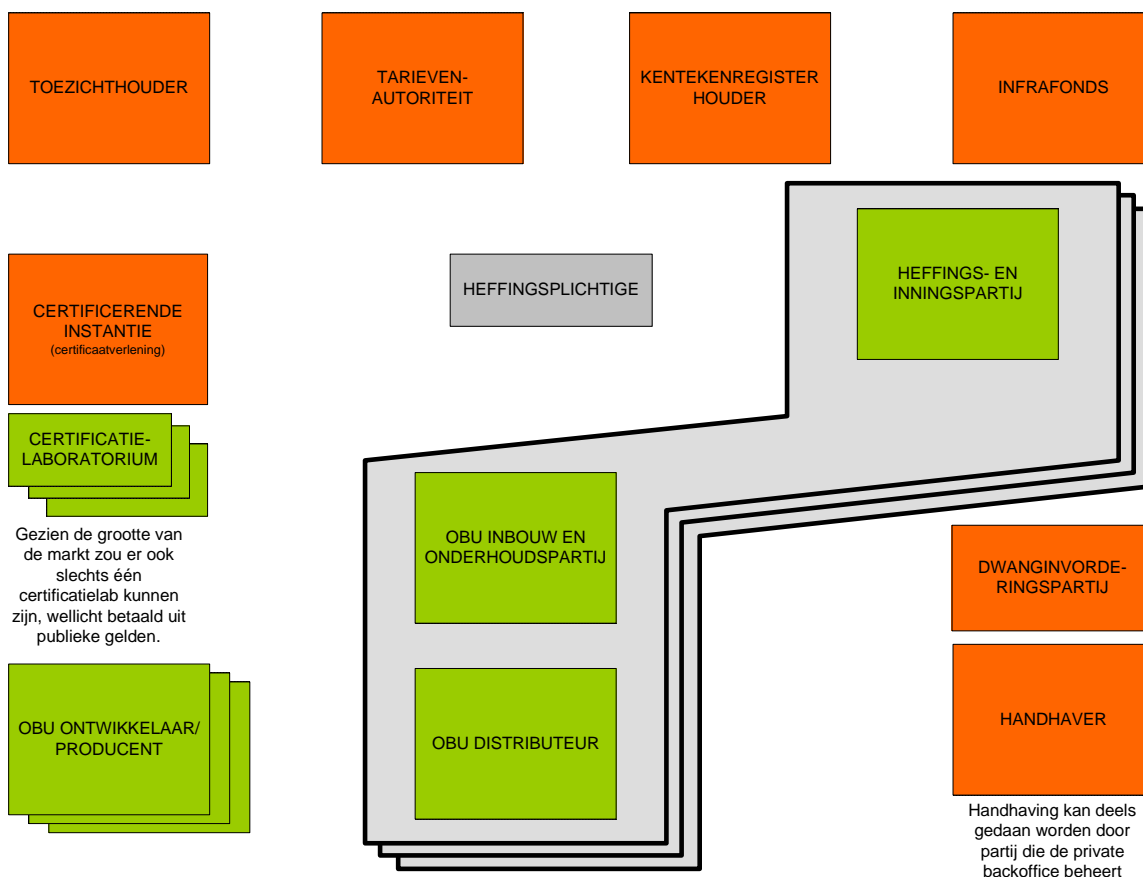 TOEZICHTHOUDER
TARIEVEN-
AUTORITEIT
KENTEKENREGISTER
HOUDER
INFRAFONDS
CERTIFICERENDE
INSTANTIE
(certificaatverlening)
HEFFINGSPLICHTIGE
HEFFINGS- EN
INNINGSPARTIJ
CERTIFICATIE-
LABORATORIUM
Gezien de grootte van
de markt zou er ook
slechts één
certificatielab kunnen
zijn, wellicht betaald uit
publieke gelden.
OBU INBOUW EN
ONDERHOUDSPARTIJ
DWANGINVORDE-
RINGSPARTIJ
OBU ONTWIKKELAAR/
PRODUCENT
OBU DISTRIBUTEUR
HANDHAVER
Handhaving kan deels
gedaan worden door
partij die de private
backoffice beheert